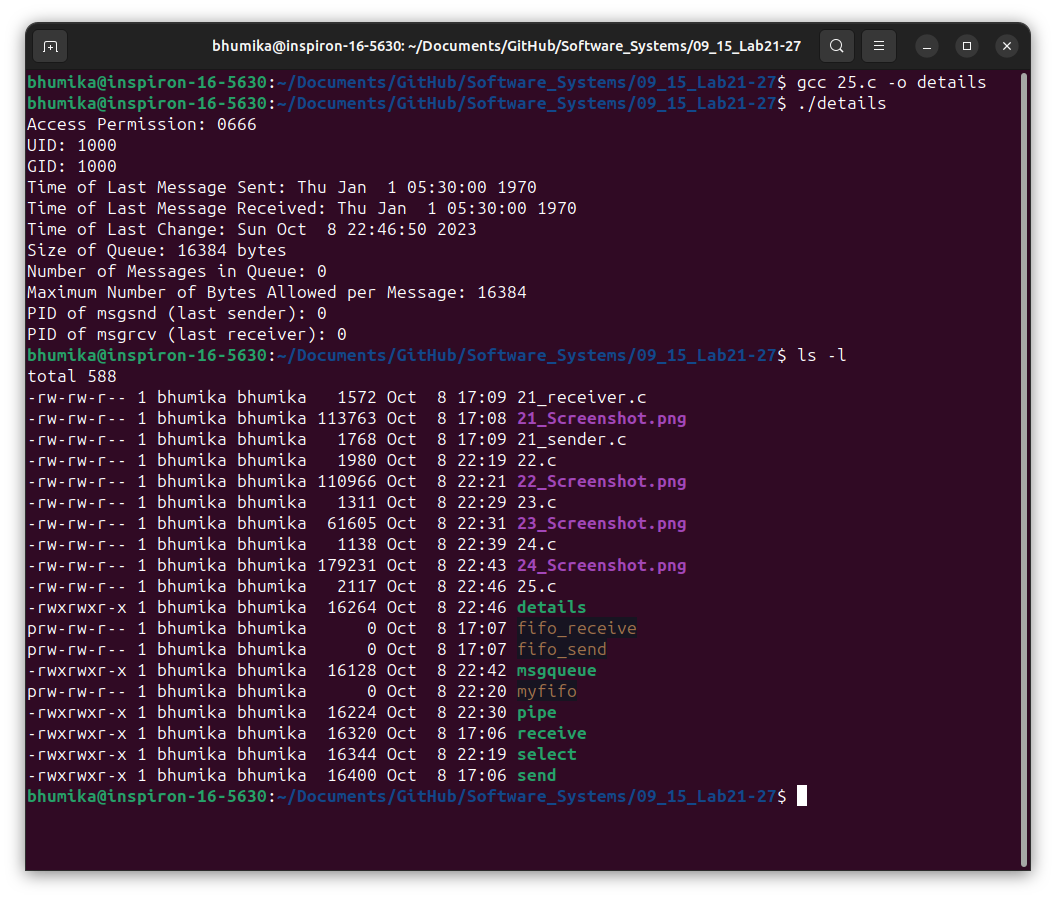 bhumika@inspiron-16-5630: ~/Documents/GitHub/Software_Systems/09_15_Lab21-27
bhumika@inspiron-16-5630:~/Documents/GitHub/Software_Systems/09_15_Lab21-27$ gcc 25.c -o details
bhumika@inspiron-16-5630:~/Documents/GitHub/Software_Systems/09_15_Lab21-27$ ./details
Access Permission: 0666
UID: 1000
GID: 1000
Time of Last Message Sent: Thu Jan  1 05:30:00 1970
Time of Last Message Received: Thu Jan  1 05:30:00 1970
Time of Last Change: Sun Oct  8 22:46:50 2023
Size of Queue: 16384 bytes
Number of Messages in Queue: 0
Maximum Number of Bytes Allowed per Message: 16384
PID of msgsnd (last sender): 0
PID of msgrcv (last receiver): 0
bhumika@inspiron-16-5630:~/Documents/GitHub/Software_Systems/09_15_Lab21-27$ ls -l
total 588
-rw-rw-r-- 1 bhumika bhumika   1572 Oct  8 17:09 21_receiver.c
-rw-rw-r-- 1 bhumika bhumika 113763 Oct  8 17:08 21_Screenshot.png
-rw-rw-r-- 1 bhumika bhumika   1768 Oct  8 17:09 21_sender.c
-rw-rw-r-- 1 bhumika bhumika   1980 Oct  8 22:19 22.c
-rw-rw-r-- 1 bhumika bhumika 110966 Oct  8 22:21 22_Screenshot.png
-rw-rw-r-- 1 bhumika bhumika   1311 Oct  8 22:29 23.c
-rw-rw-r-- 1 bhumika bhumika  61605 Oct  8 22:31 23_Screenshot.png
-rw-rw-r-- 1 bhumika bhumika   1138 Oct  8 22:39 24.c
-rw-rw-r-- 1 bhumika bhumika 179231 Oct  8 22:43 24_Screenshot.png
-rw-rw-r-- 1 bhumika bhumika   2117 Oct  8 22:46 25.c
-rwxrwxr-x 1 bhumika bhumika  16264 Oct  8 22:46 details
prw-rw-r-- 1 bhumika bhumika      0 Oct  8 17:07 fifo_receive
prw-rw-r-- 1 bhumika bhumika      0 Oct  8 17:07 fifo_send
-rwxrwxr-x 1 bhumika bhumika  16128 Oct  8 22:42 msgqueue
prw-rw-r-- 1 bhumika bhumika      0 Oct  8 22:20 myfifo
-rwxrwxr-x 1 bhumika bhumika  16224 Oct  8 22:30 pipe
-rwxrwxr-x 1 bhumika bhumika  16320 Oct  8 17:06 receive
-rwxrwxr-x 1 bhumika bhumika  16344 Oct  8 22:19 select
-rwxrwxr-x 1 bhumika bhumika  16400 Oct  8 17:06 send
bhumika@inspiron-16-5630:~/Documents/GitHub/Software_Systems/09_15_Lab21-27$